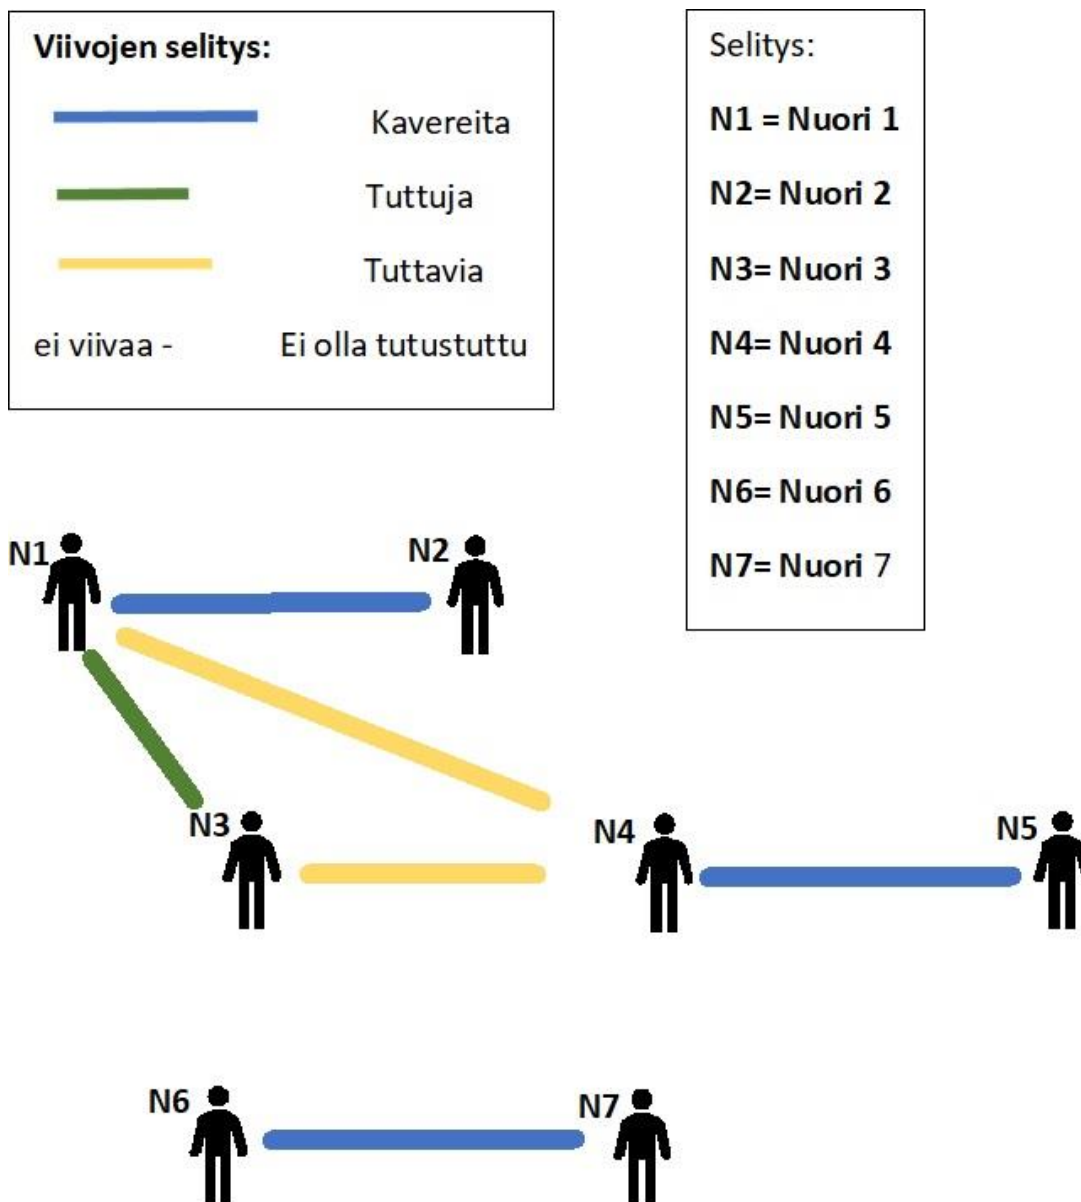 Viivojen selitys:
Kavereita
Tuttuja
Tuttavia
ei viivaa - Ei olla tutustuttu
Selitys:
N1 = Nuori 1
N2= Nuori 2
N3= Nuori 3
N4= Nuori 4
N5= Nuori 5
N6= Nuori 6
N7= Nuori 7
N1
N2
N3
N4
N5
N6
N7